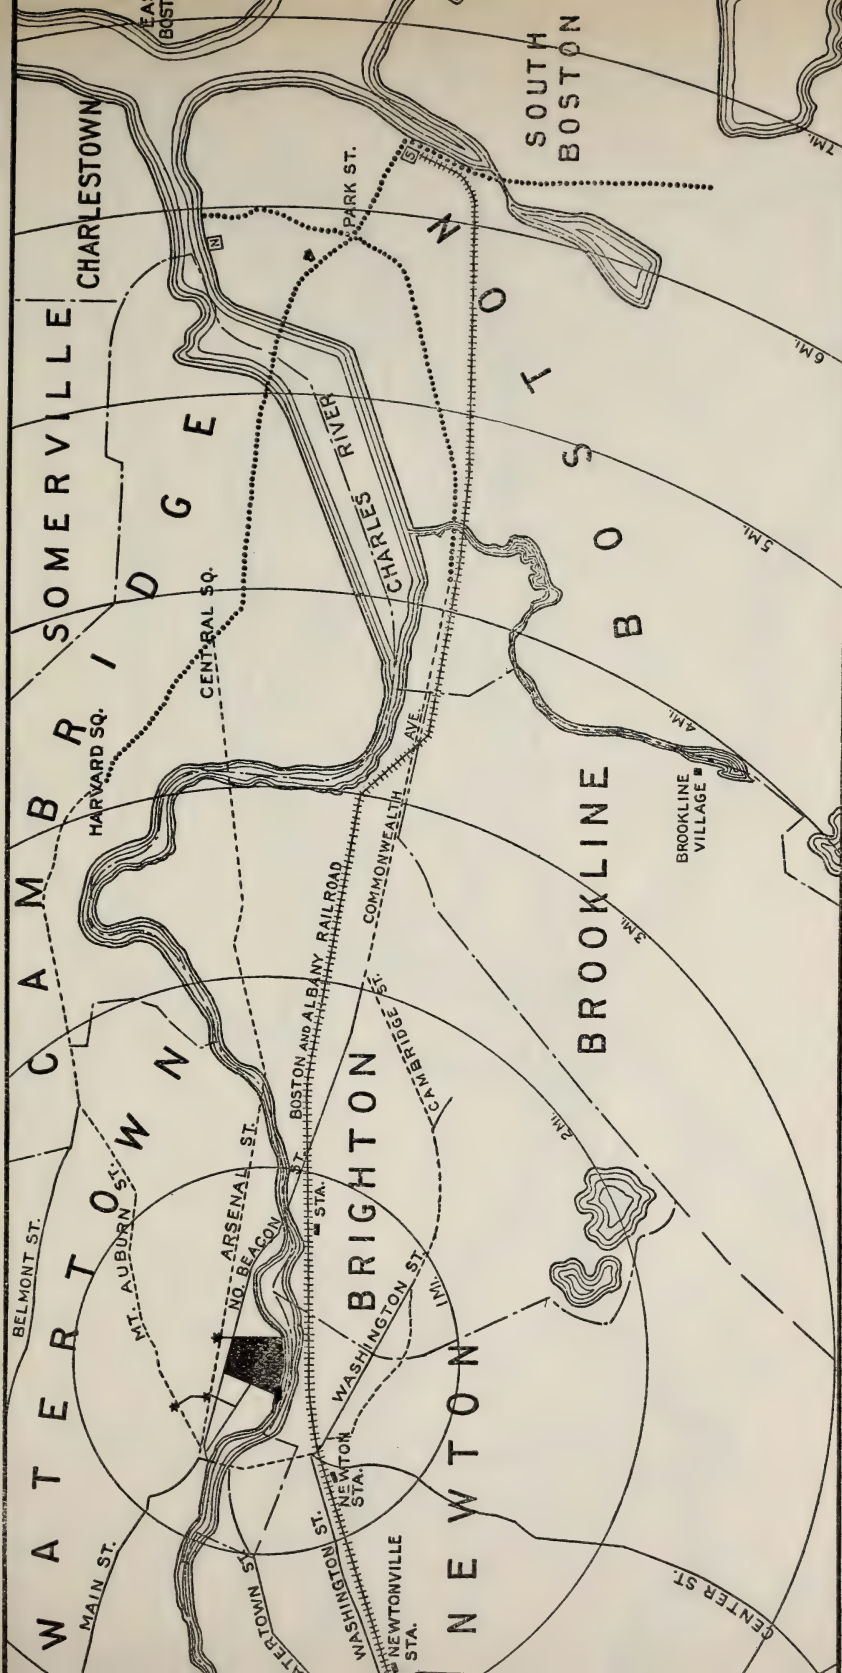 EAS
BOST
CHARLESTOWN
SOUTH
BOSTON
7 MI.
S
PARK ST.
N
6 MI.
SOMERVILLE
BOSTON
CHARLES RIVER
5 MI.
CAMBRIDGE
CENTRAL SQ.
HARVARD SQ.
4 MI.
AVE.
COMMONWEALTH
BROOKLINE
VILLAGE
BROOKLINE
3 MI.
BOSTON AND ALBANY RAILROAD
CAMBRIDGE ST.
2 MI.
BRIGHTON
STA.
ARSENAL ST.
NO. BEACON ST.
MT. AUBURN ST.
BELMONT ST.
WATERTOWN
WASHINGTON ST.
1 MI.
NEWTON
NEWTON
STA.
MAIN ST.
WASHINGTON ST.
ATERTOWN ST.
NEWTONVILLE
STA.
CENTER ST.